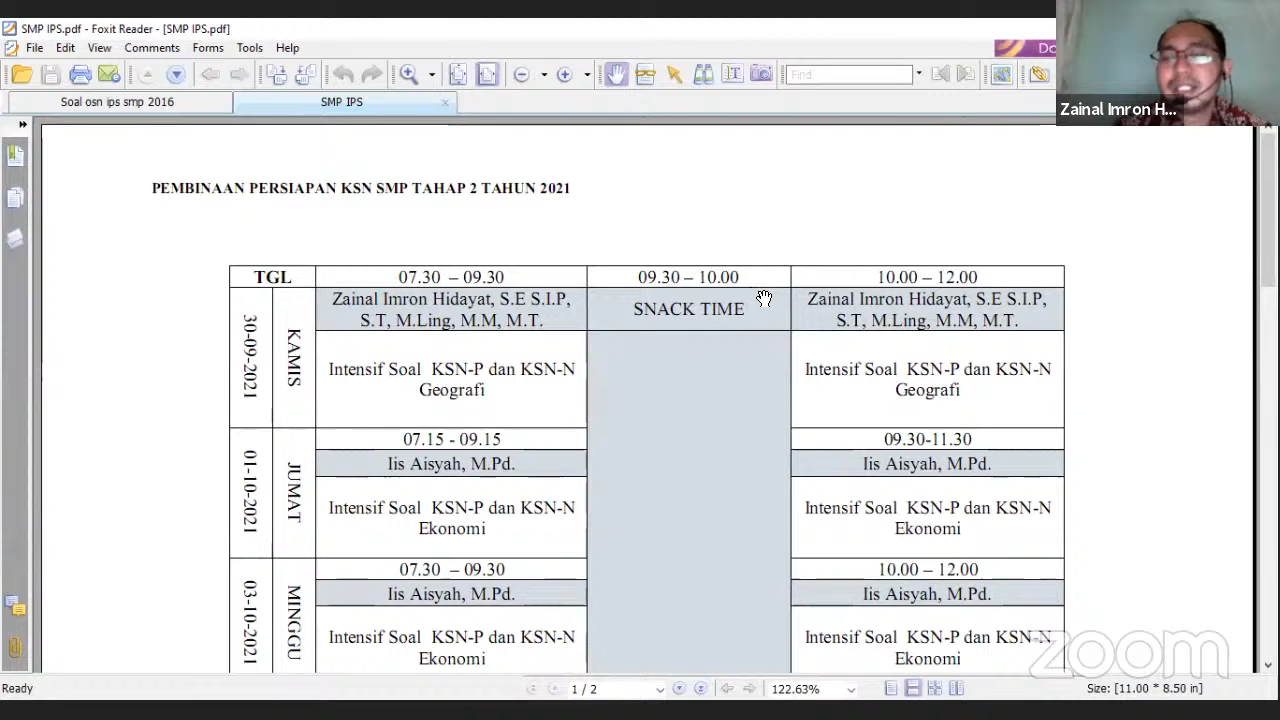 SMP IPS.pdf - Foxit Reader - [SMP IPS.pdf]
File Edit View Comments Forms Tools Help
Do
Find
Soal osn ips smp 2016
SMP IPS
Zainal Imron H...
PEMBINAAN PERSIAPAN KSN SMP TAHAP 2 TAHUN 2021
TGL 07.30 – 09.30 09.30 – 10.00 10.00 – 12.00
30-09-2021
KAMIS
Zainal Imron Hidayat, S.E S.I.P,
S.T, M.Ling, M.M, M.T.
SNACK TIME
Zainal Imron Hidayat, S.E S.I.P,
S.T, M.Ling, M.M, M.T.
Intensif Soal KSN-P dan KSN-N
Geografi
Intensif Soal KSN-P dan KSN-N
Geografi
01-10-2021
JUMAT
07.15 - 09.15
09.30-11.30
Iis Aisyah, M.Pd.
Iis Aisyah, M.Pd.
Intensif Soal KSN-P dan KSN-N
Ekonomi
Intensif Soal KSN-P dan KSN-N
Ekonomi
03-10-2021
MINGGU
07.30 – 09.30
10.00 – 12.00
Iis Aisyah, M.Pd.
Iis Aisyah, M.Pd.
Intensif Soal KSN-P dan KSN-N
Ekonomi
Intensif Soal KSN-P dan KSN-N
Ekonomi
zoom
Ready
1 / 2
122.63%
Size: [11.00 * 8.50 in]